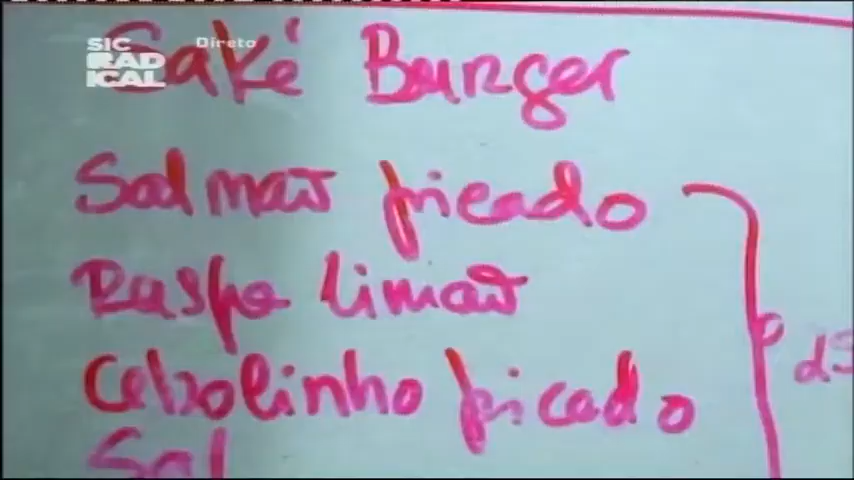 SIC
RADICAL
Direto
Saké Burger
Salmão picado
Raspa limão
Cebolinho picado
Sal